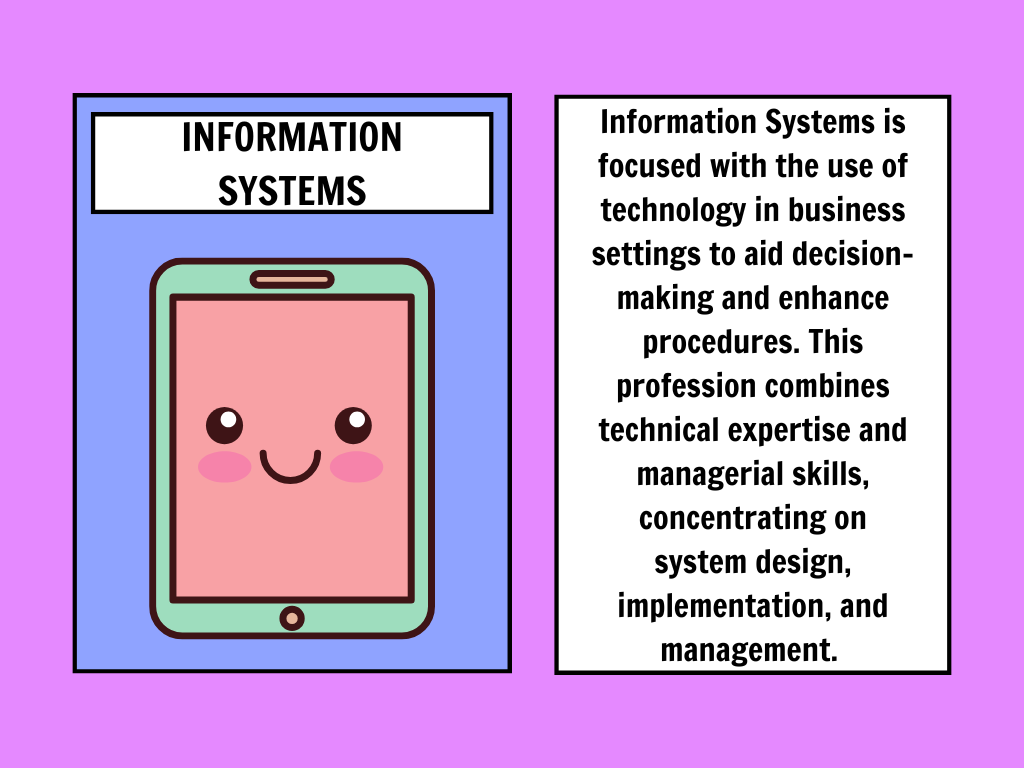 INFORMATION
SYSTEMS
Information Systems is
focused with the use of
technology in business
settings to aid decision-
making and enhance
procedures. This
profession combines
technical expertise and
managerial skills,
concentrating on
system design,
implementation, and
management.